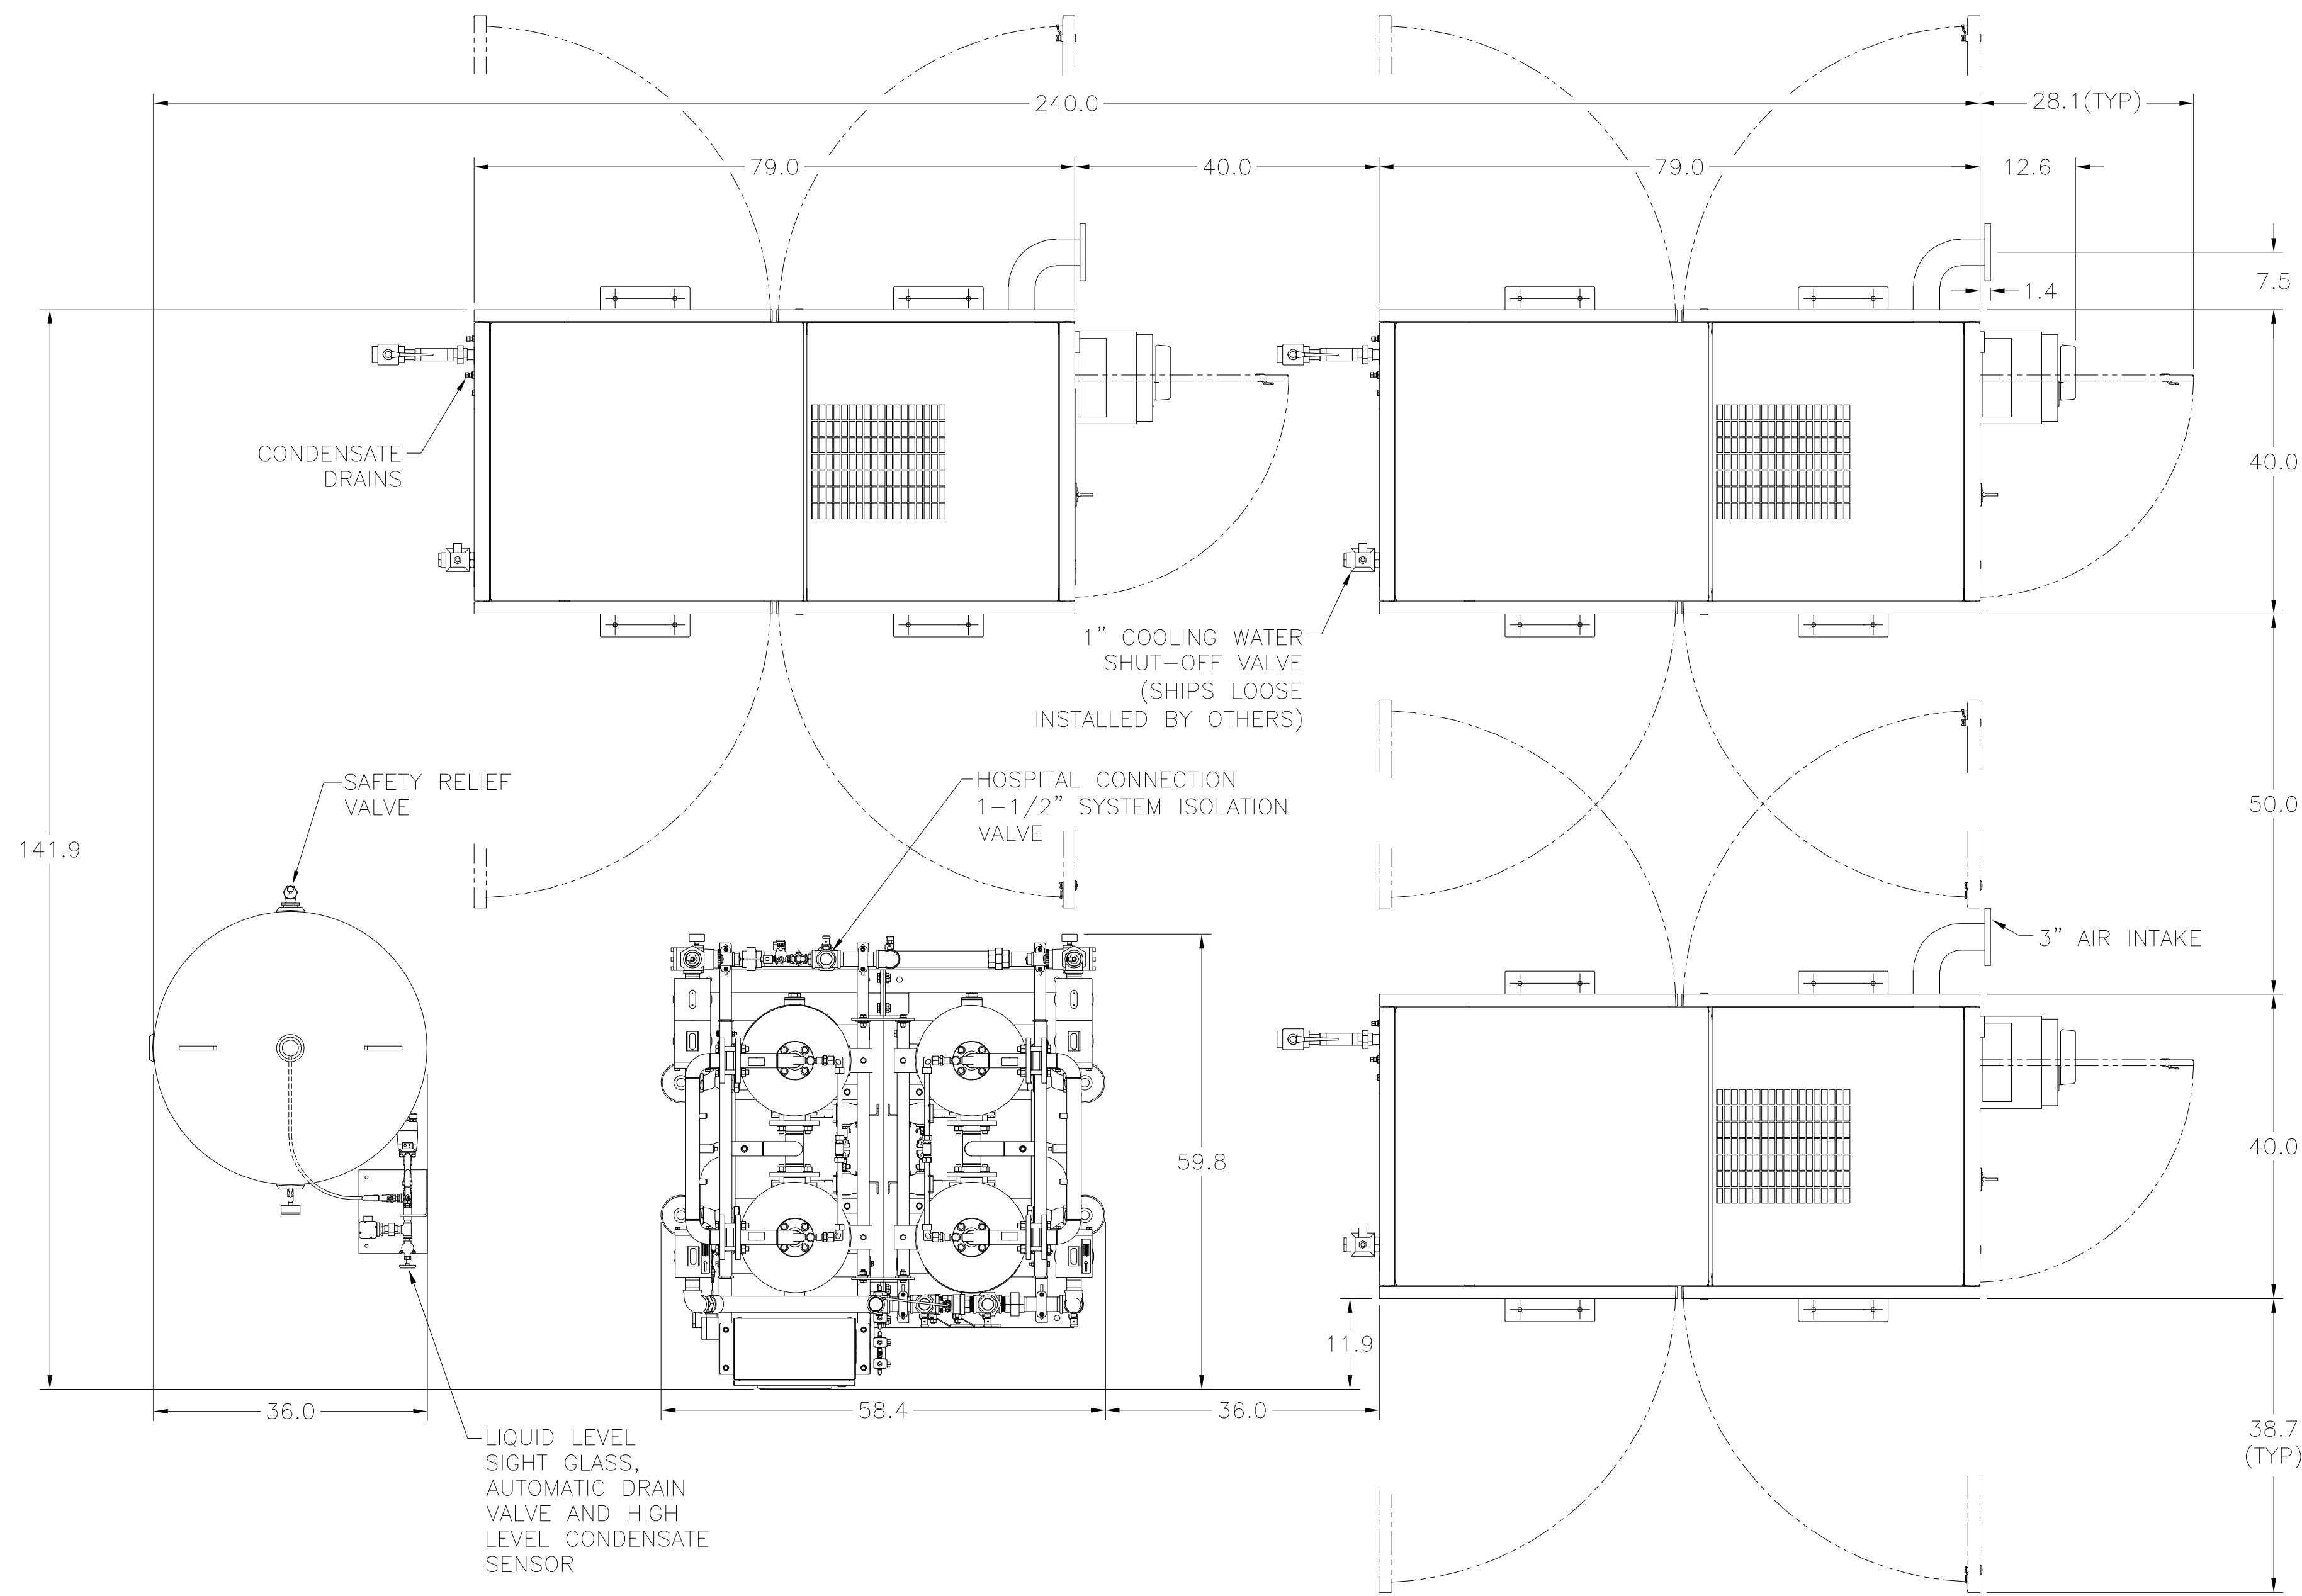 240.0
28.1(TYP)
79.0
40.0
79.0
12.6
7.5
1.4
40.0
CONDENSATE
DRAINS
1” COOLING WATER
SHUT-OFF VALVE
(SHIPS LOOSE
INSTALLED BY OTHERS)
SAFETY RELIEF
VALVE
HOSPITAL CONNECTION
1-1/2” SYSTEM ISOLATION
VALVE
50.0
141.9
3” AIR INTAKE
59.8
40.0
11.9
36.0
58.4
36.0
38.7
(TYP)
LIQUID LEVEL
SIGHT GLASS,
AUTOMATIC DRAIN
VALVE AND HIGH
LEVEL CONDENSATE
SENSOR